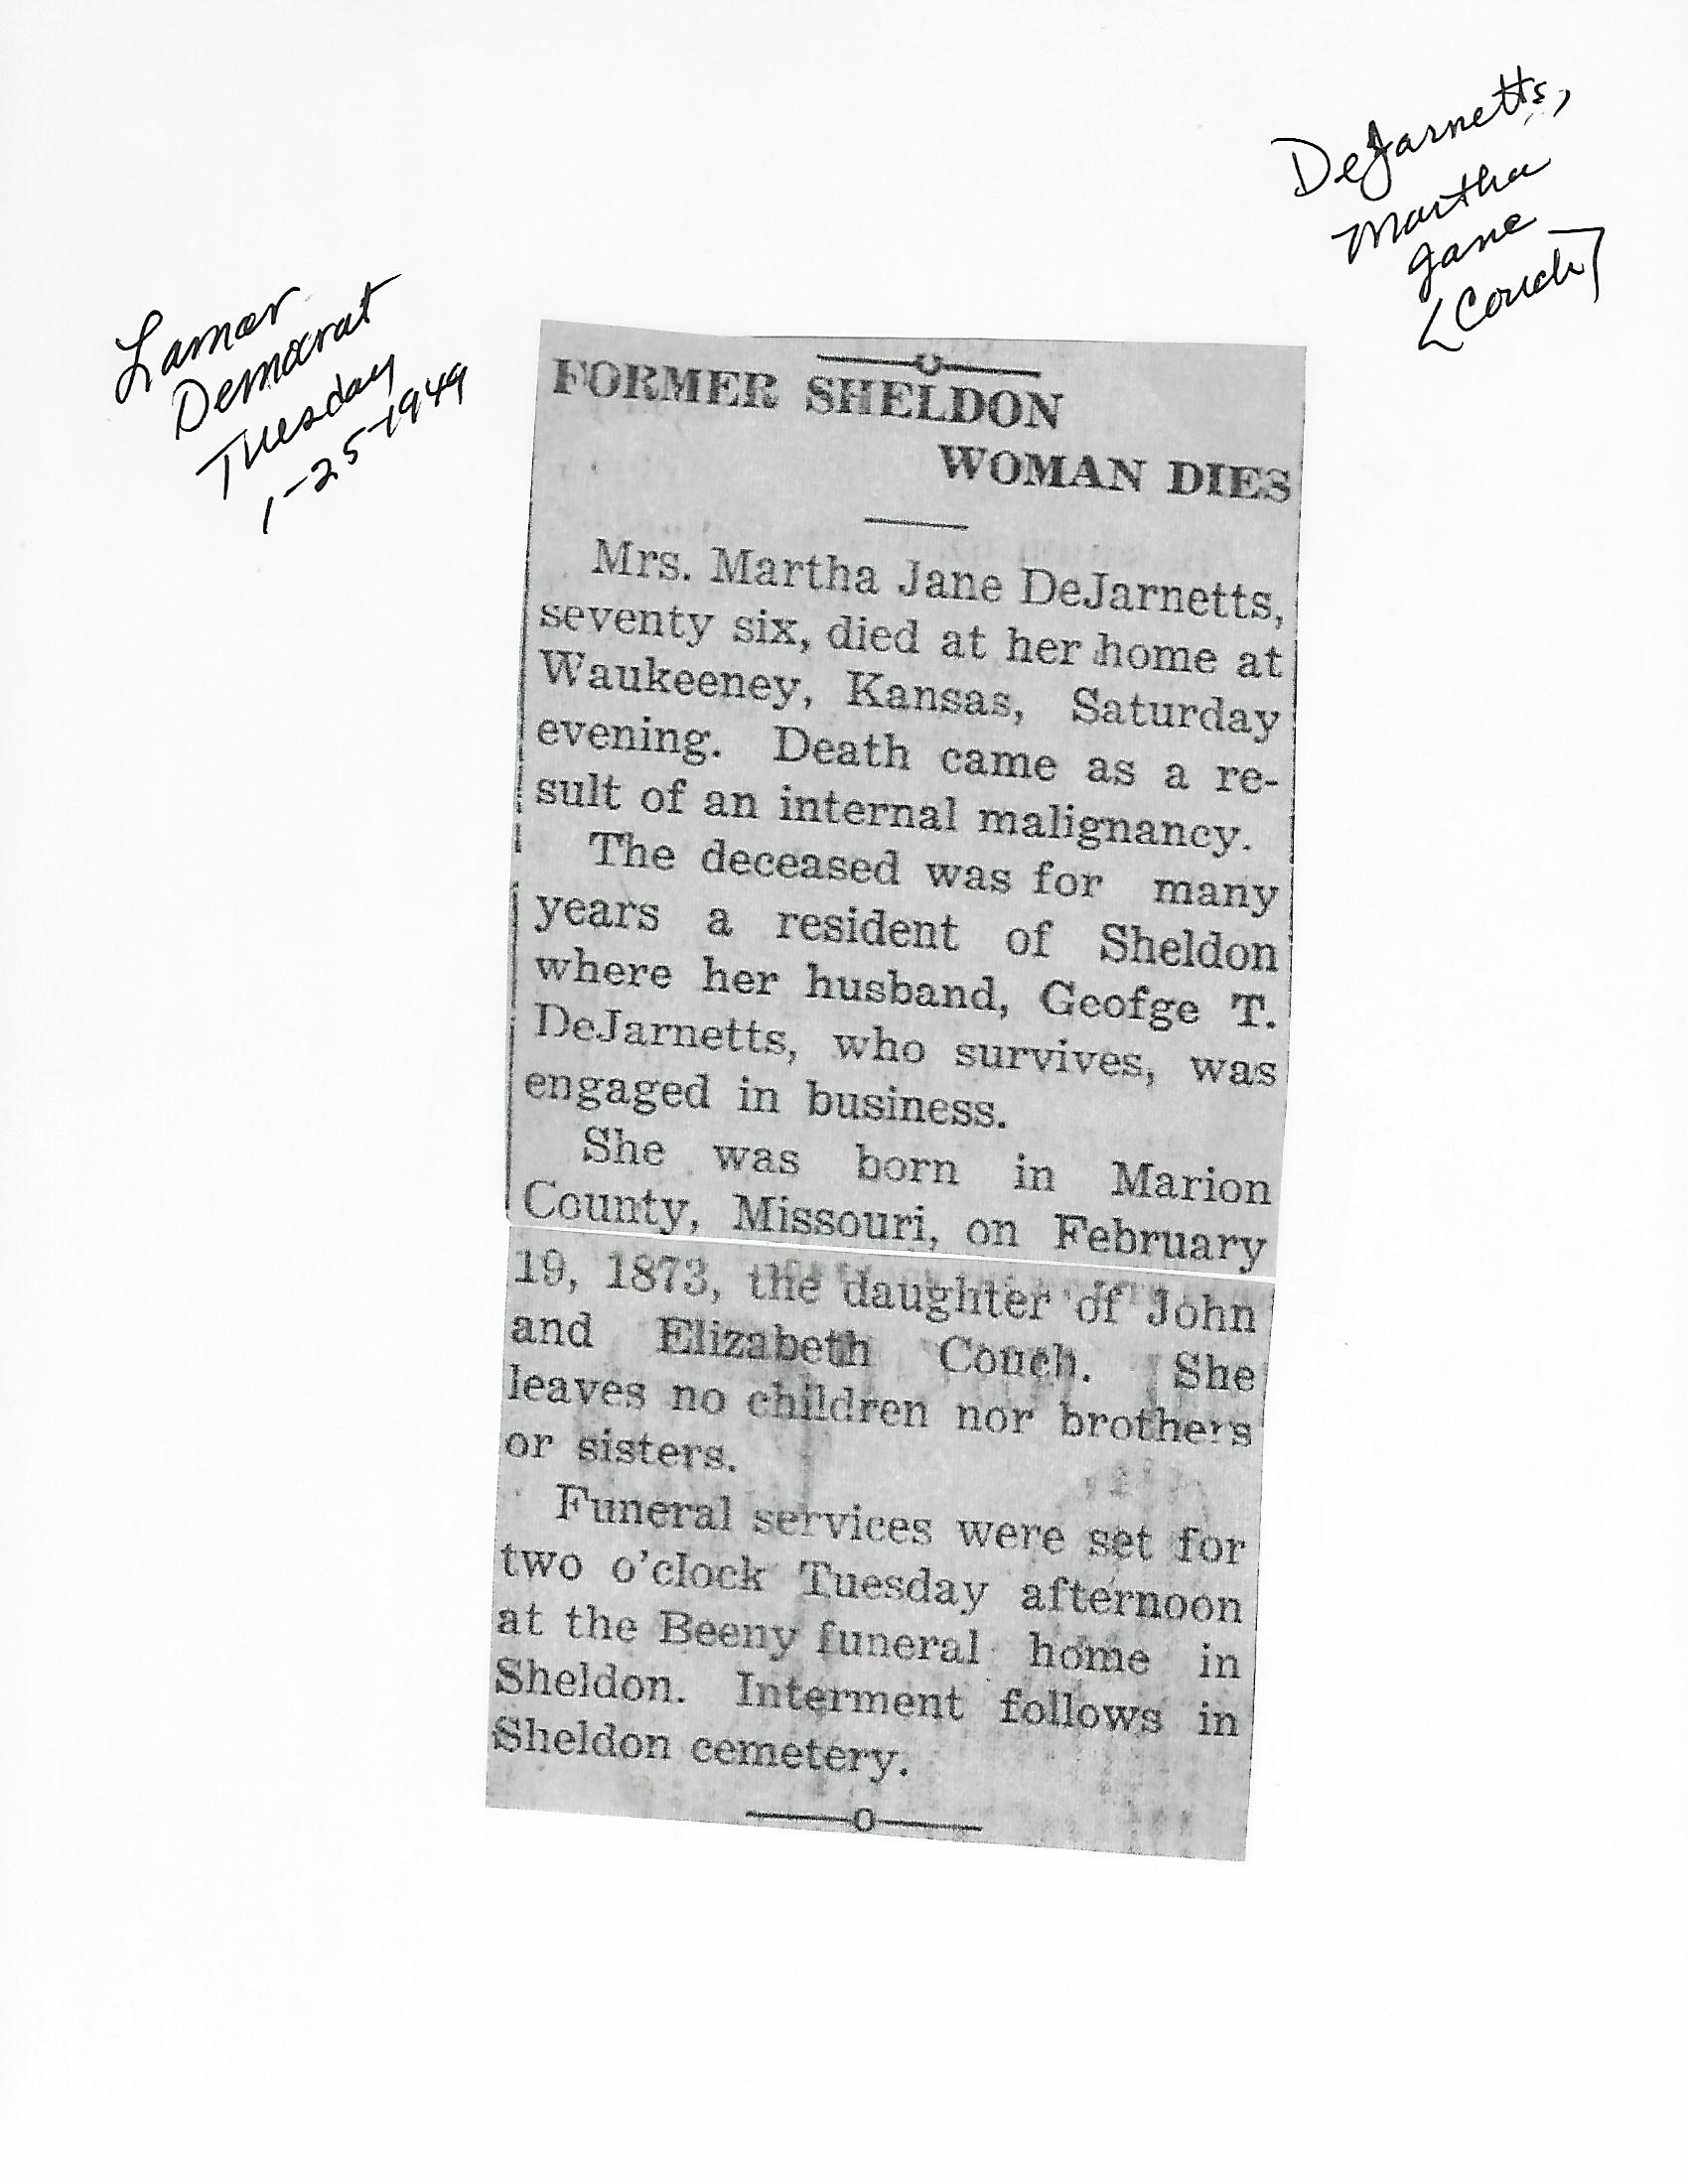 Lamar
Democrat
Tuesday
1-25-1949
DeJarnetts,
Martha
Jane
<Couch>
FORMER SHELDON
WOMAN DIES
Mrs. Martha Jane DeJarnetts,
seventy six, died at her home at
Waukeeney, Kansas, Saturday
evening. Death came as a re-
sult of an internal malignancy.
The deceased was for many
years a resident of Sheldon
where her husband, Geofge T.
DeJarnetts, who survives, was
engaged in business.
She was born in Marion
County, Missouri, on February
19, 1873, the daughter of John
and Elizabeth Couch. She
leaves no children nor brothers
or sisters.
Funeral services were set for
two o'clock Tuesday afternoon
at the Beeny funeral home in
Sheldon. Interment follows in
Sheldon cemetery.